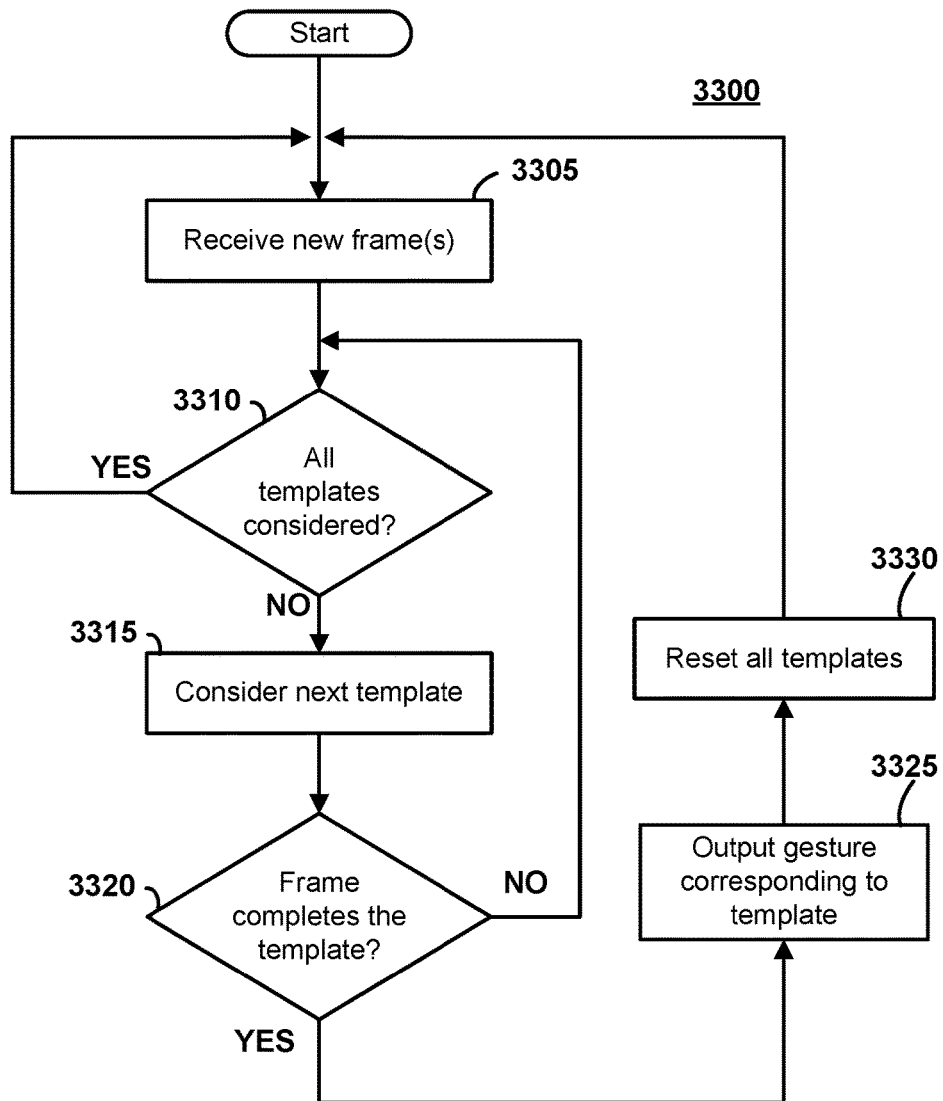 Start
3300
3305
Receive new frame(s)
3310
YES
All
templates
considered?
NO
3315
Consider next template
3320
Frame
completes the
template?
NO
YES
3330
Reset all templates
3325
Output gesture
corresponding to
template